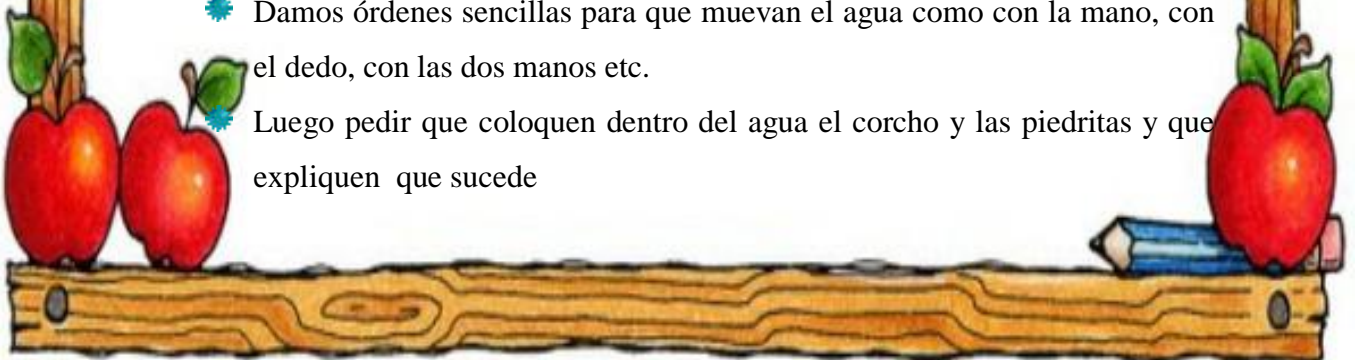 Damos órdenes sencillas para que muevan el agua como con la mano, con
el dedo, con las dos manos etc.
Luego pedir que coloquen dentro del agua el corcho y las piedritas y que
expliquen que sucede